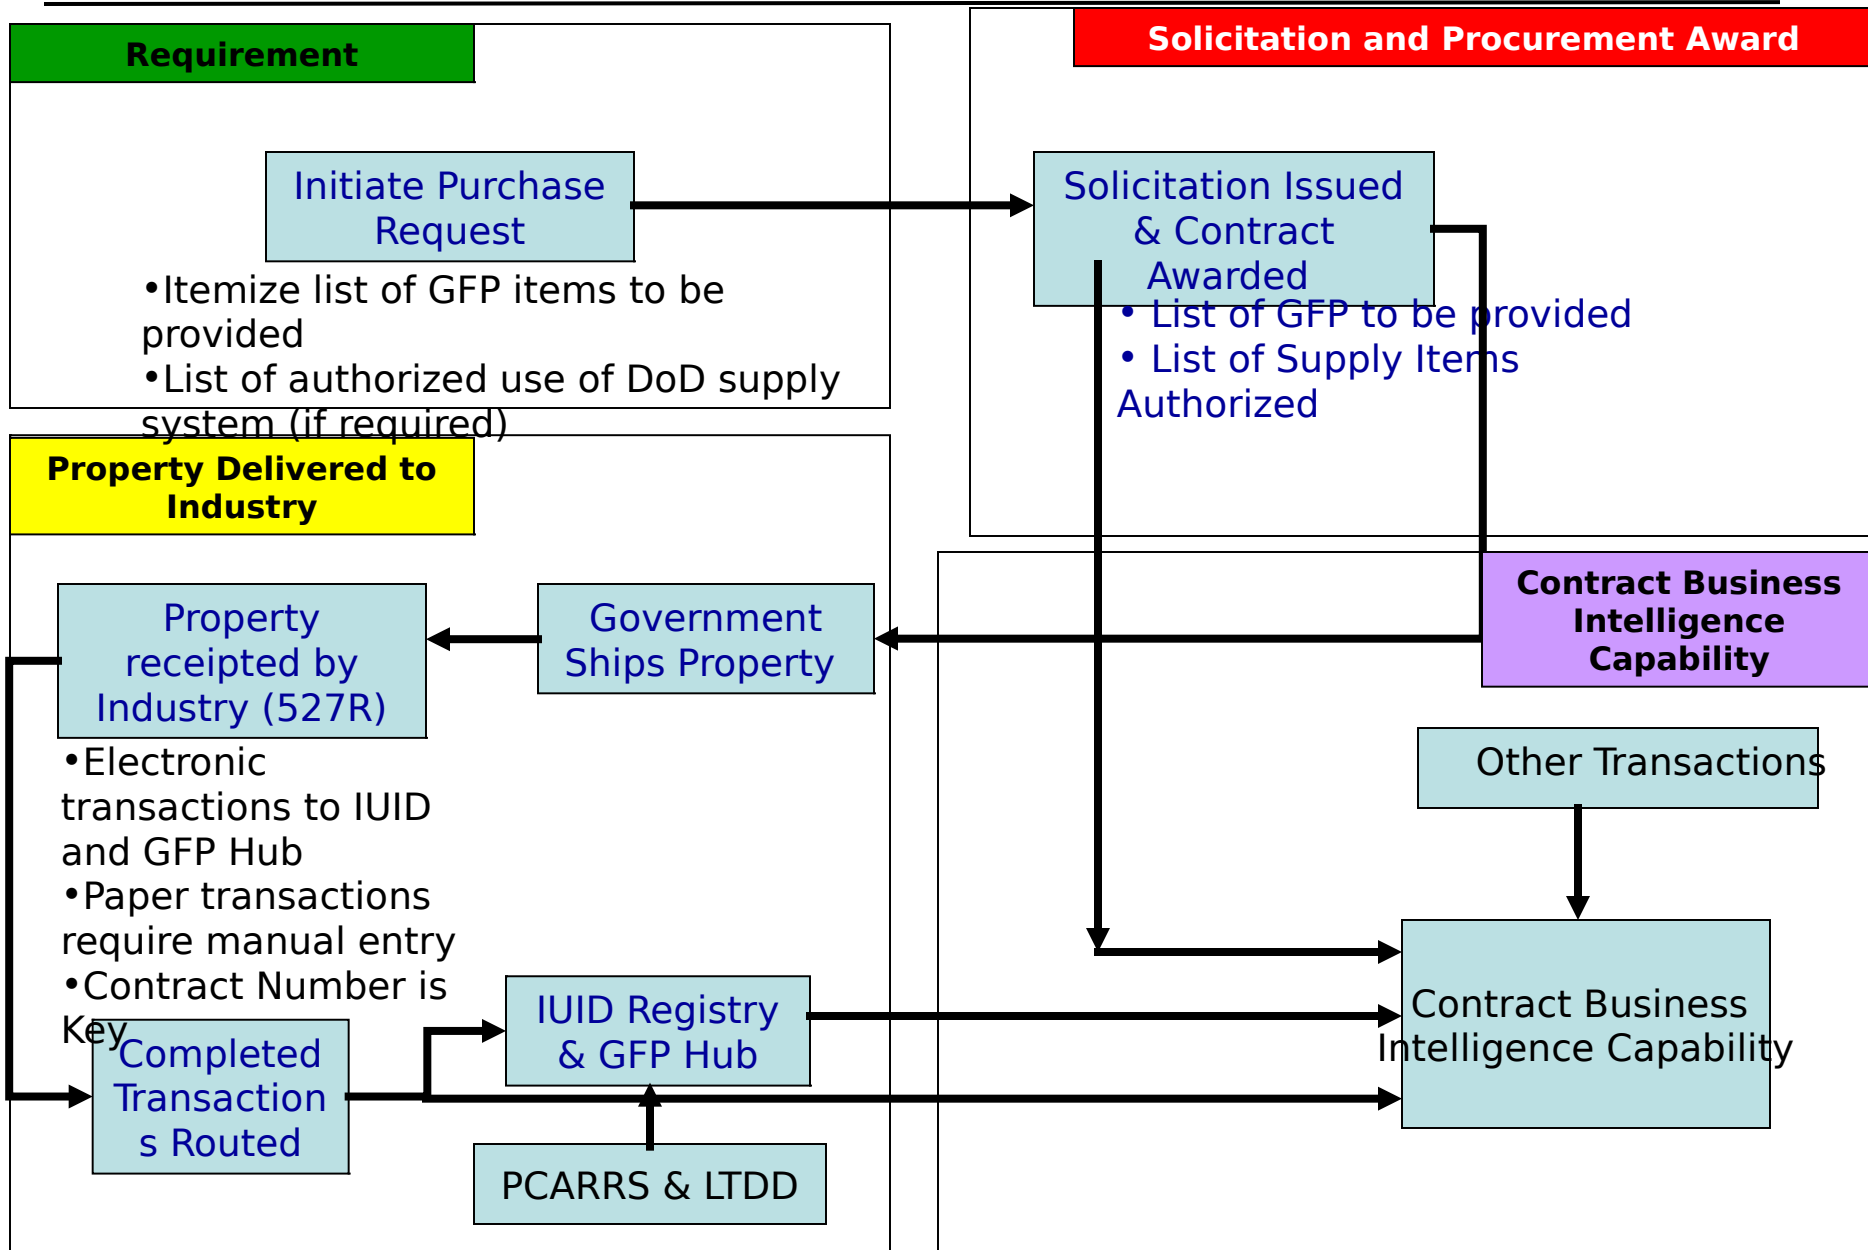 Requirement
Initiate Purchase
Request
•Itemize list of GFP items to be
provided
•List of authorized use of DoD supply
system (if required)
Solicitation and Procurement Award
Solicitation Issued
& Contract
Awarded
• List of GFP to be provided
• List of Supply Items
Authorized
Property Delivered to
Industry
Property
receipted by
Industry (527R)
Government
Ships Property
•Electronic
transactions to IUID
and GFP Hub
•Paper transactions
require manual entry
•Contract Number is
Key
Completed
Transaction
s Routed
IUID Registry
& GFP Hub
PCARRS & LTDD
Contract Business
Intelligence
Capability
Other Transactions
Contract Business
Intelligence Capability